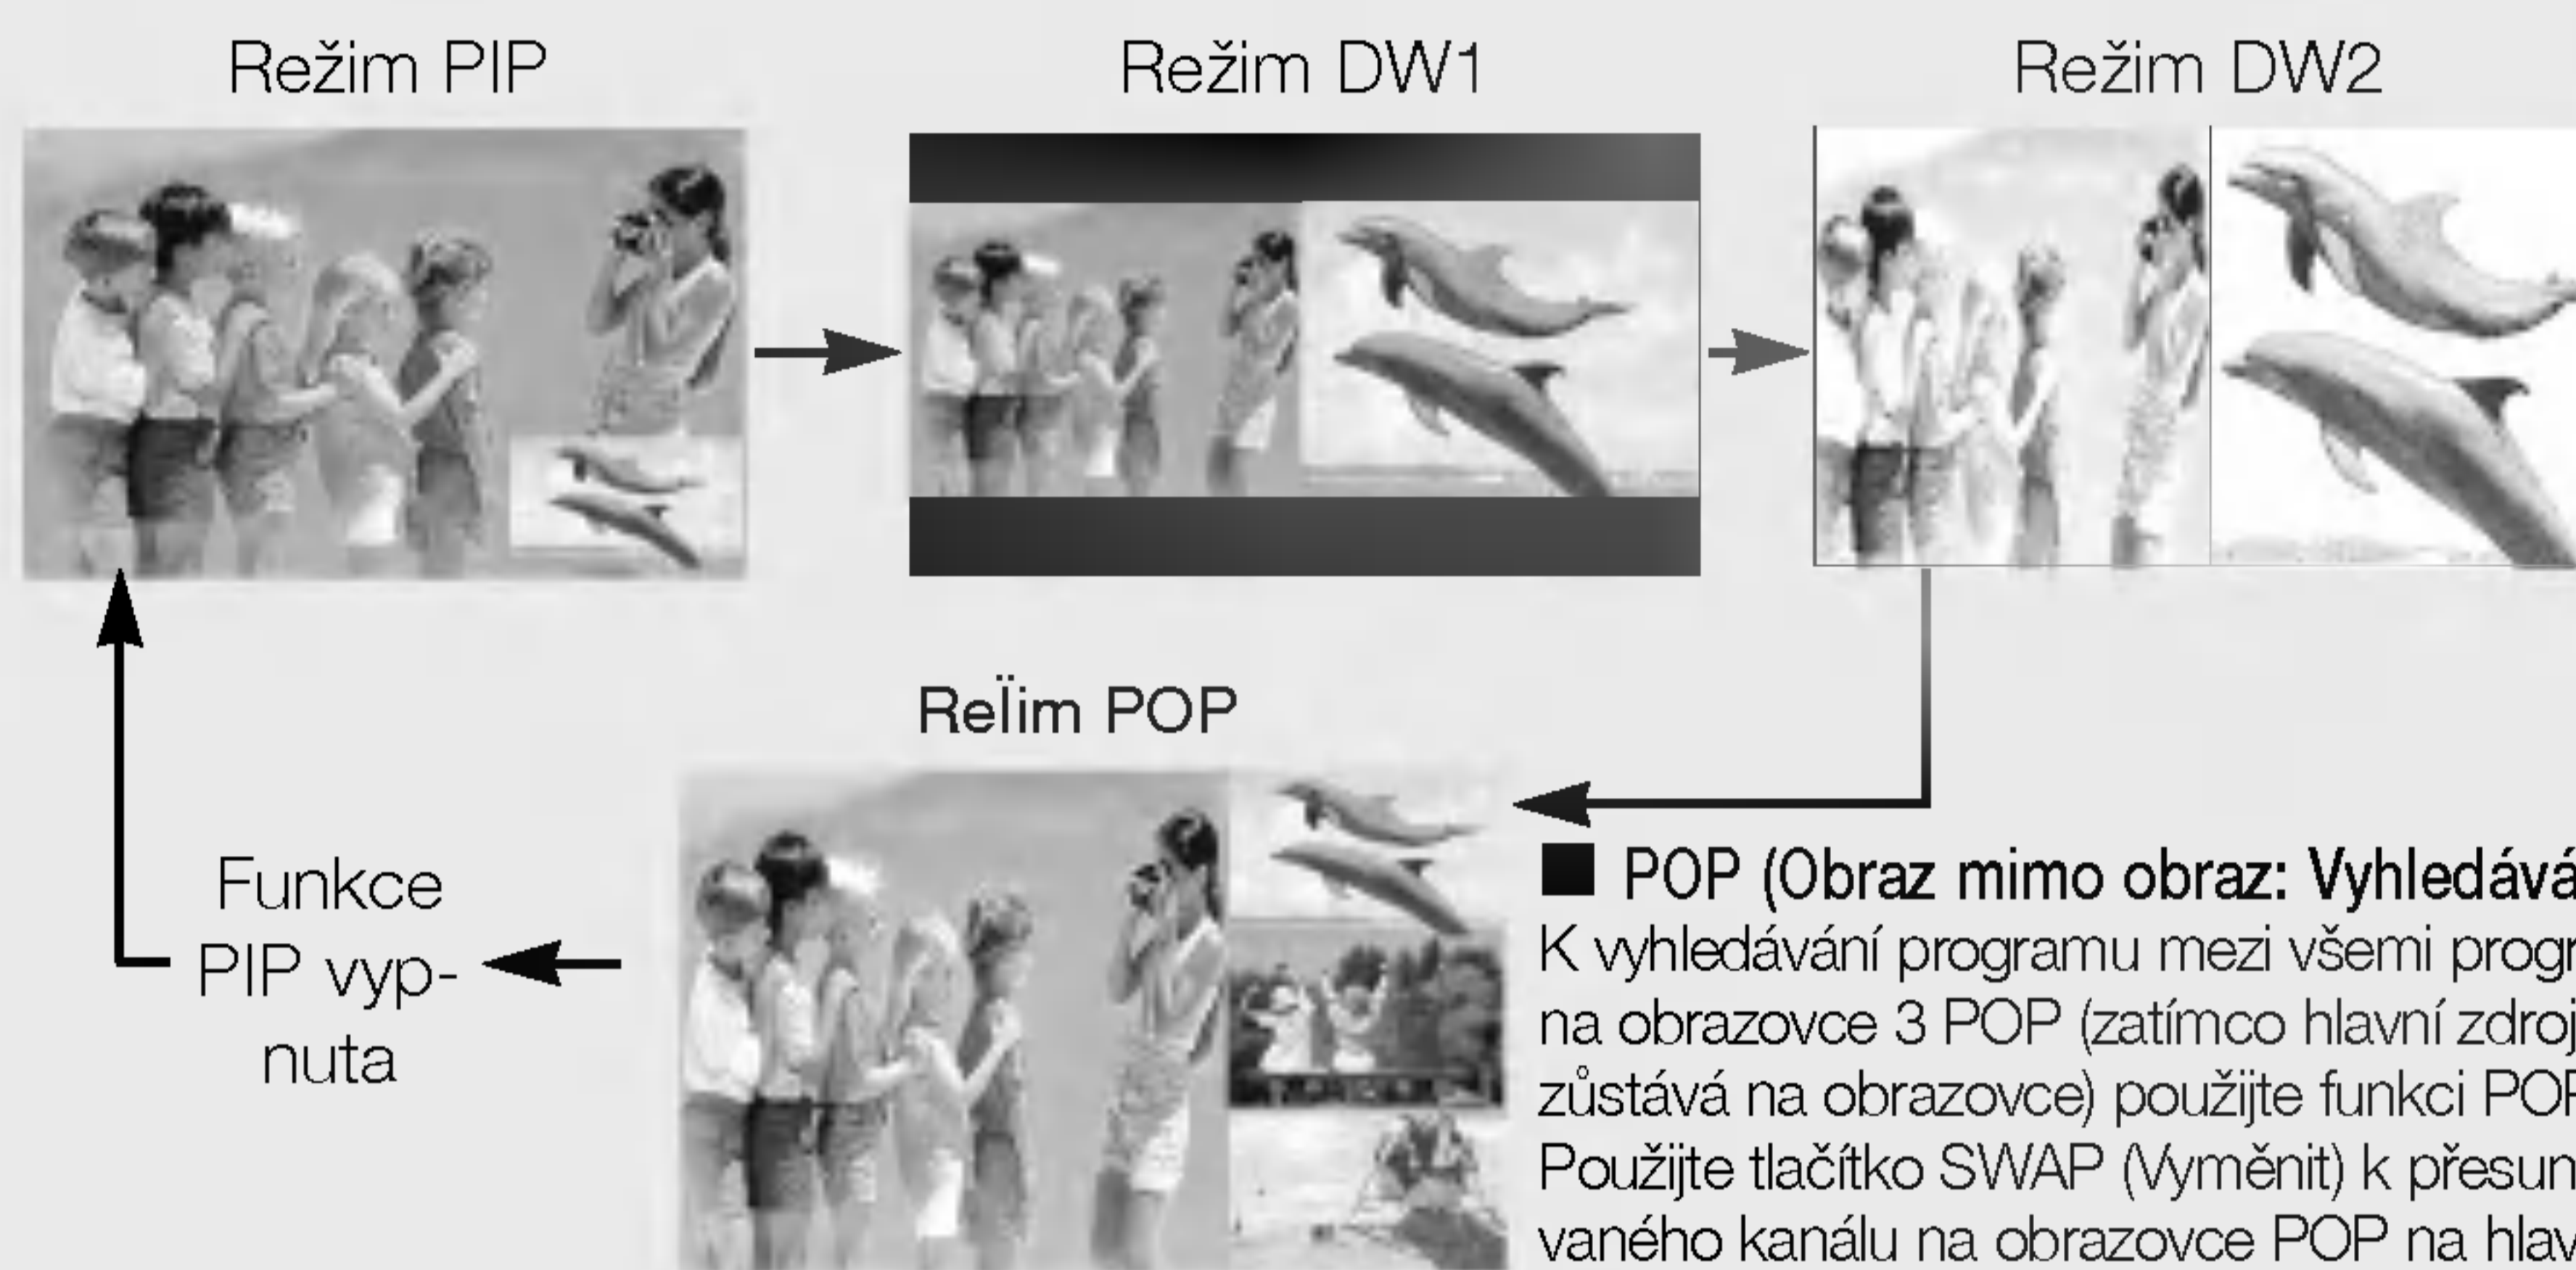 Režim PIP
Režim DW1
Režim DW2
ReÏim POP
Funkce
PIP vyp-
nuta
■ POP (Obraz mimo obraz: Vyhledává
K vyhledávání programu mezi všemi progr
na obrazovce 3 POP (zatímco hlavní zdroj
zůstává na obrazovce) použijte funkci POP
Použijte tlačítko SWAP (Vyměnit) k přesun
vaného kanálu na obrazovce POP na hlav